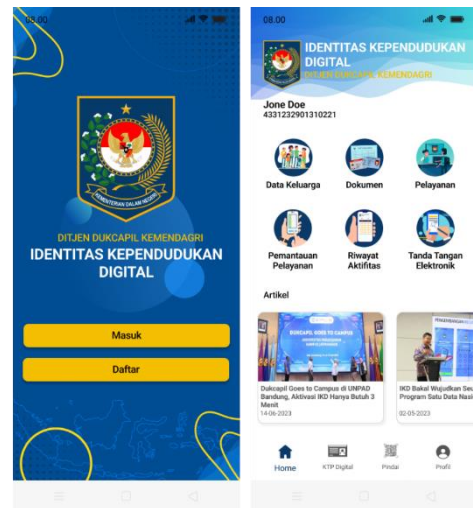 08.00
KEMENTERIAN DALAM NEGERI
DITJEN DUKCAPIL KEMENDAGRI
IDENTITAS KEPENDUDUKAN
DIGITAL
Masuk
Daftar
08.00
IDENTITAS KEPENDUDUKAN
DIGITAL
DITJEN DUKCAPIL KEMENDAGRI
Jone Doe
4331232901310221
Data Keluarga
Dokumen
Pelayanan
Pemantauan
Pelayanan
Riwayat
Aktifitas
Tanda Tangan
Elektronik
Artikel
DUKCAPIL GOES TO CAMPUS
Dukcapil Goes to Campus di UNPAD
Bandung, Aktivasi IKD Hanya Butuh 3
Menit
14-06-2023
IKD Bakal Wujudkan Seu
Program Satu Data Nasi
02-05-2023
Home
KTP Digital
Pindai
Profil